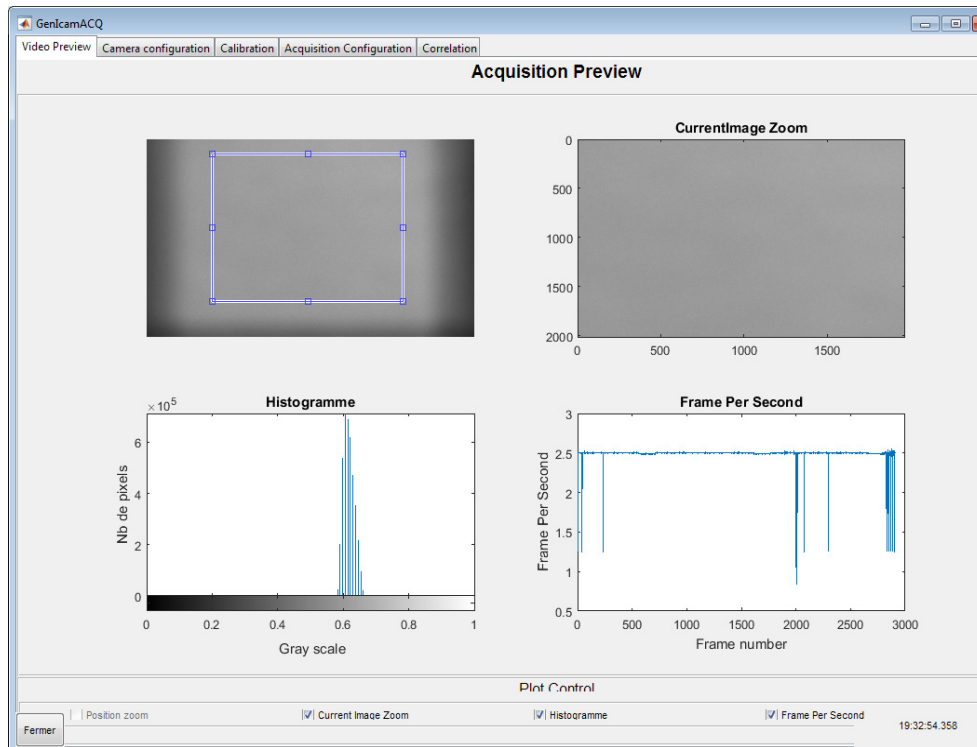 GenIcamACQ
Video Preview Camera configuration Calibration Acquisition Configuration Correlation
Acquisition Preview
CurrentImage Zoom
0
500
1000
1500
2000
0 500 1000 1500
Histogramme
×10^5
6
4
2
0
Nb de pixels
0 0.2 0.4 0.6 0.8 1
Gray scale
Frame Per Second
3
2.5
2
1.5
1
0.5
Frame Per Second
0 500 1000 1500 2000 2500 3000
Frame number
Plot Control
Position zoom Current Image Zoom Histogramme Frame Per Second
Fermer
19:32:54.358